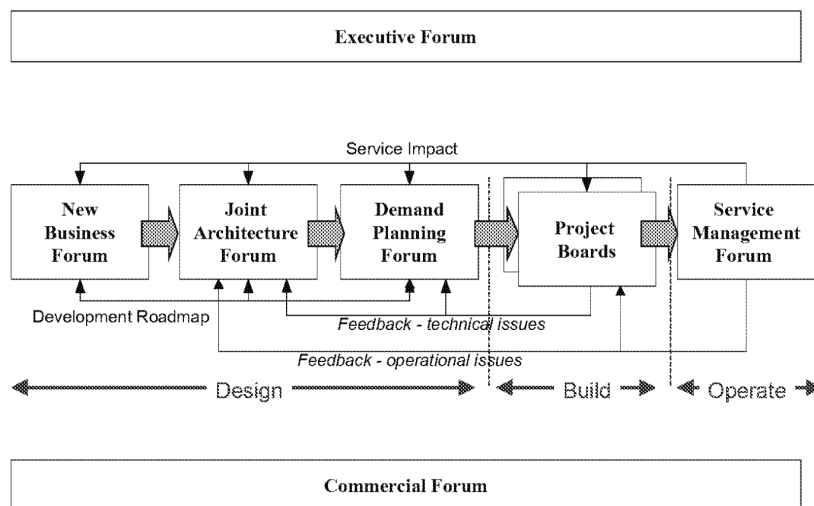 Executive Forum
Service Impact
New
Business
Forum
Joint
Architecture
Forum
Demand
Planning
Forum
Project
Boards
Service
Management
Forum
Development Roadmap
Feedback - technical issues
Feedback - operational issues
Design
Build
Operate
Commercial Forum